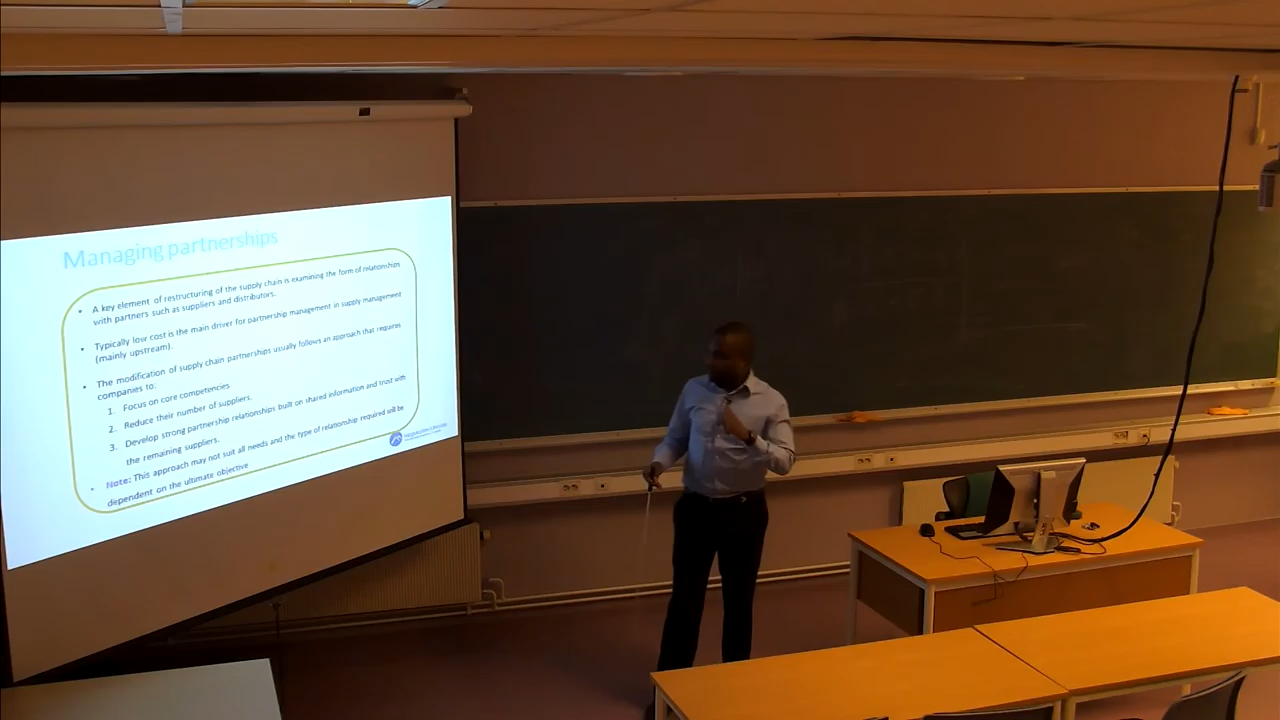 Managing partnerships
• A key element of restructuring of the supply chain is examining the form of relationships
with partners such as suppliers and distributors.
• Typically low cost is the main driver for partnership management in supply management
(mainly upstream).
• The modification of supply chain partnerships usually follows an approach that requires
companies to:
1. Focus on core competencies
2. Reduce their number of suppliers.
3. Develop strong partnership relationships built on shared information and trust with
the remaining suppliers.
• Note: This approach may not suit all needs and the type of relationship required will be
dependent on the ultimate objective